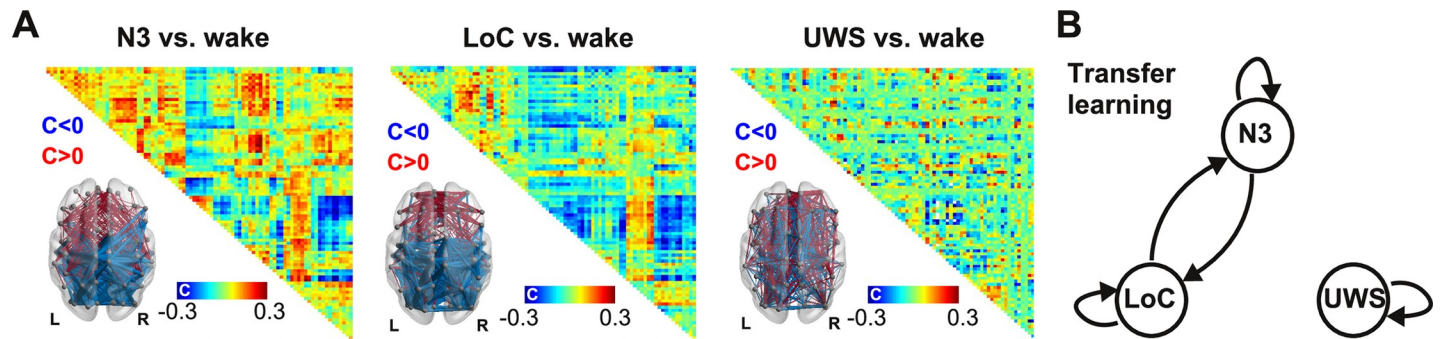 A
N3 vs. wake
LoC vs. wake
UWS vs. wake
B
C<0
C>0
C
-0.3
0.3
L
R
C<0
C>0
C
-0.3
0.3
L
R
C<0
C>0
C
-0.3
0.3
L
R
Transfer
learning
N3
LoC
UWS